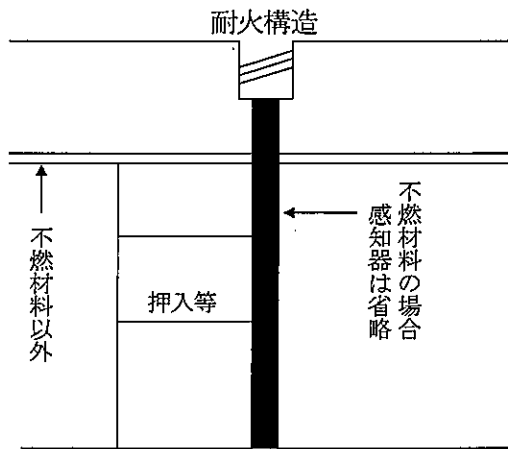 耐火構造
不燃材料の場合
感知器は省略
押入等
不燃材料以外